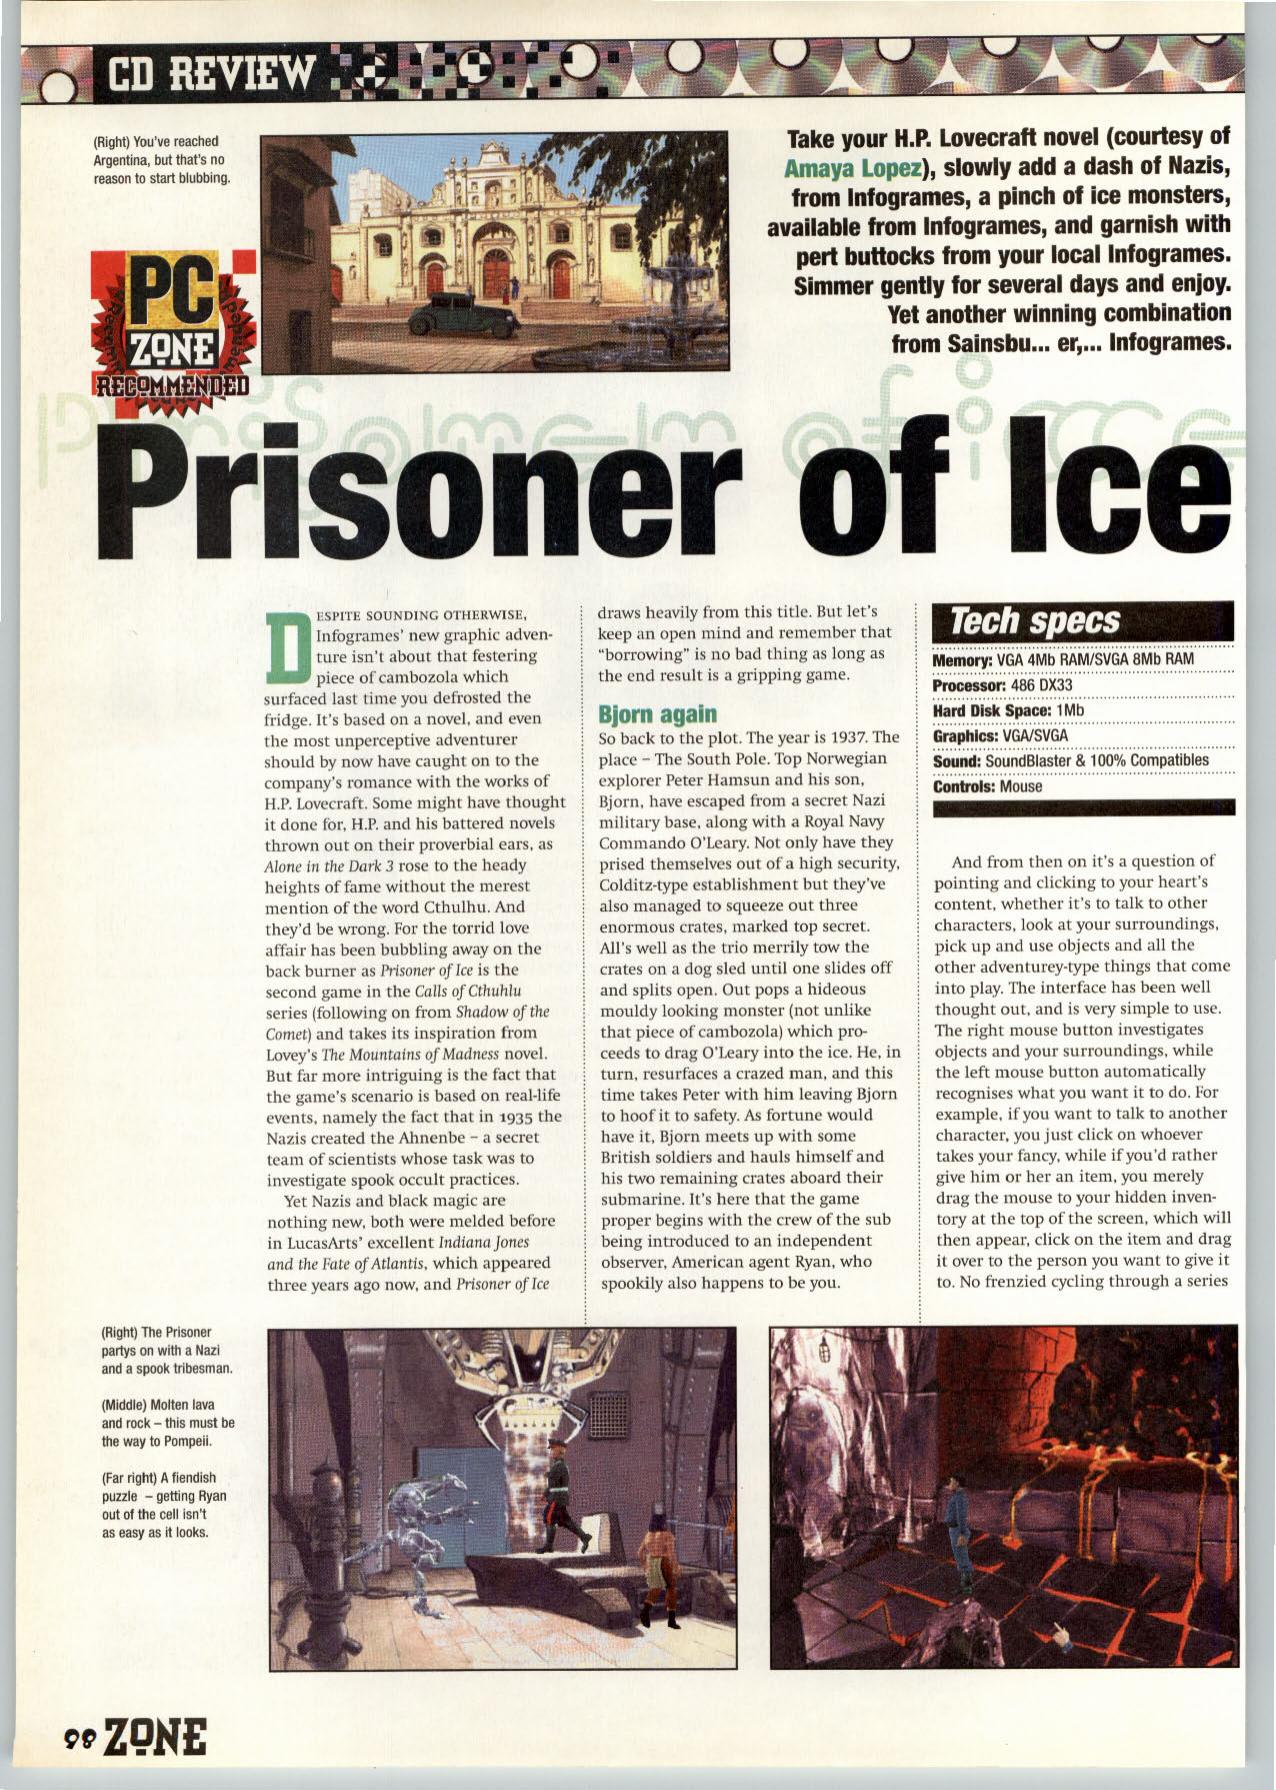 CD REVIEW
(Right) You've reached
Argentina, but that's no
reason to start blubbing.
Take your H.P. Lovecraft novel (courtesy of
Amaya Lopez), slowly add a dash of Nazis,
from Infogrames, a pinch of ice monsters,
available from Infogrames, and garnish with
pert buttocks from your local Infogrames.
Simmer gently for several days and enjoy.
Yet another winning combination
from Sainsbu... er,... Infogrames.
PC
ZONE
RECOMMENDED
Prisoner of Ice
Prisoner of Ice
DESPITE SOUNDING OTHERWISE,
Infogrames' new graphic adven-
ture isn't about that festering
piece of cambozola which
surfaced last time you defrosted the
fridge. It's based on a novel, and even
the most unperceptive adventurer
should by now have caught on to the
company's romance with the works of
H.P. Lovecraft. Some might have thought
it done for, H.P. and his battered novels
thrown out on their proverbial ears, as
Alone in the Dark 3 rose to the heady
heights of fame without the merest
mention of the word Cthulhu. And
they'd be wrong. For the torrid love
affair has been bubbling away on the
back burner as Prisoner of Ice is the
second game in the Calls of Cthuhlu
series (following on from Shadow of the
Comet) and takes its inspiration from
Lovey's The Mountains of Madness novel.
But far more intriguing is the fact that
the game's scenario is based on real-life
events, namely the fact that in 1935 the
Nazis created the Ahnenbe – a secret
team of scientists whose task was to
investigate spook occult practices.
Yet Nazis and black magic are
nothing new, both were melded before
in LucasArts' excellent Indiana Jones
and the Fate of Atlantis, which appeared
three years ago now, and Prisoner of Ice
draws heavily from this title. But let's
keep an open mind and remember that
"borrowing" is no bad thing as long as
the end result is a gripping game.
Bjorn again
So back to the plot. The year is 1937. The
place – The South Pole. Top Norwegian
explorer Peter Hamsun and his son,
Bjorn, have escaped from a secret Nazi
military base, along with a Royal Navy
Commando O'Leary. Not only have they
prised themselves out of a high security,
Colditz-type establishment but they've
also managed to squeeze out three
enormous crates, marked top secret.
All's well as the trio merrily tow the
crates on a dog sled until one slides off
and splits open. Out pops a hideous
mouldy looking monster (not unlike
that piece of cambozola) which pro-
ceeds to drag O'Leary into the ice. He, in
turn, resurfaces a crazed man, and this
time takes Peter with him leaving Bjorn
to hoof it to safety. As fortune would
have it, Bjorn meets up with some
British soldiers and hauls himself and
his two remaining crates aboard their
submarine. It's here that the game
proper begins with the crew of the sub
being introduced to an independent
observer, American agent Ryan, who
spookily also happens to be you.
Tech specs
Memory: VGA 4Mb RAM/SVGA 8Mb RAM
Processor: 486 DX33
Hard Disk Space: 1Mb
Graphics: VGA/SVGA
Sound: SoundBlaster & 100% Compatibles
Controls: Mouse
And from then on it's a question of
pointing and clicking to your heart's
content, whether it's to talk to other
characters, look at your surroundings,
pick up and use objects and all the
other adventurey-type things that come
into play. The interface has been well
thought out, and is very simple to use.
The right mouse button investigates
objects and your surroundings, while
the left mouse button automatically
recognises what you want it to do. For
example, if you want to talk to another
character, you just click on whoever
takes your fancy, while if you'd rather
give him or her an item, you merely
drag the mouse to your hidden inven-
tory at the top of the screen, which will
then appear, click on the item and drag
it over to the person you want to give it
to. No frenzied cycling through a series
(Right) The Prisoner
partys on with a Nazi
and a spook tribesman.
(Middle) Molten lava
and rock – this must be
the way to Pompeii.
(Far right) A fiendish
puzzle – getting Ryan
out of the cell isn't
as easy as it looks.
98 ZONE